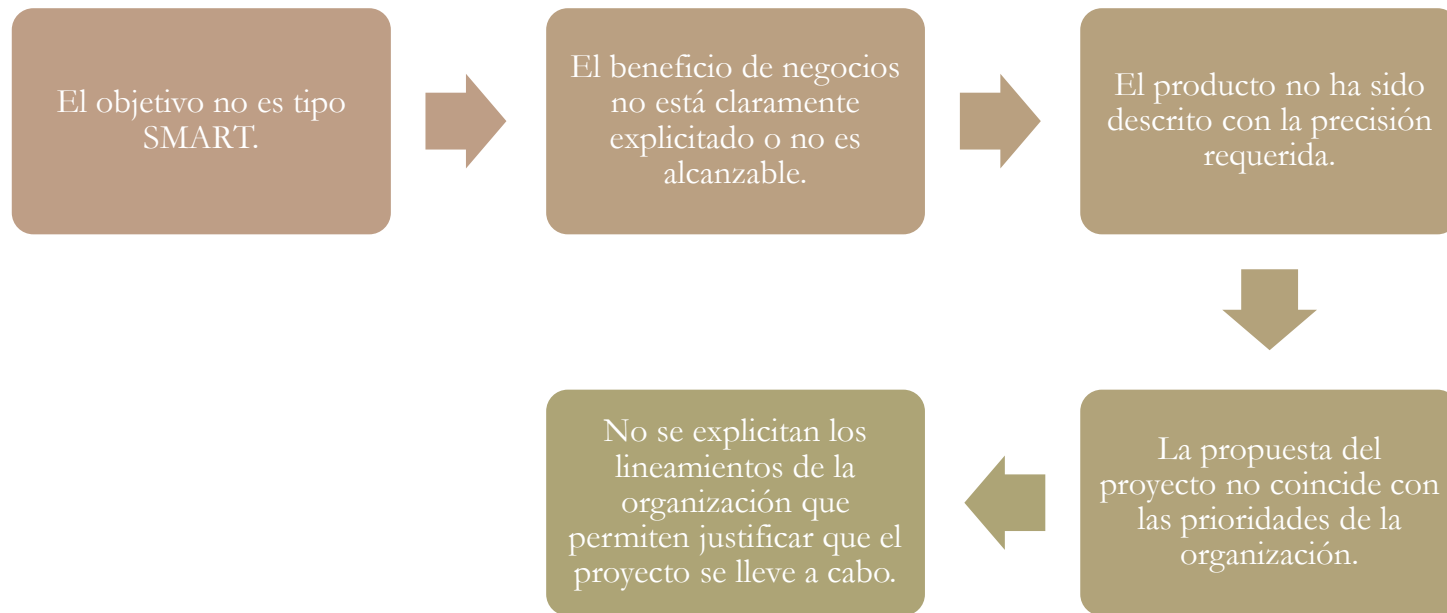 El objetivo no es tipo
SMART.
El beneficio de negocios
no está claramente
explicitado o no es
alcanzable.
El producto no ha sido
descrito con la precisión
requerida.
La propuesta del
proyecto no coincide con
las prioridades de la
organización.
No se explicitan los
lineamientos de la
organización que
permiten justificar que el
proyecto se lleve a cabo.